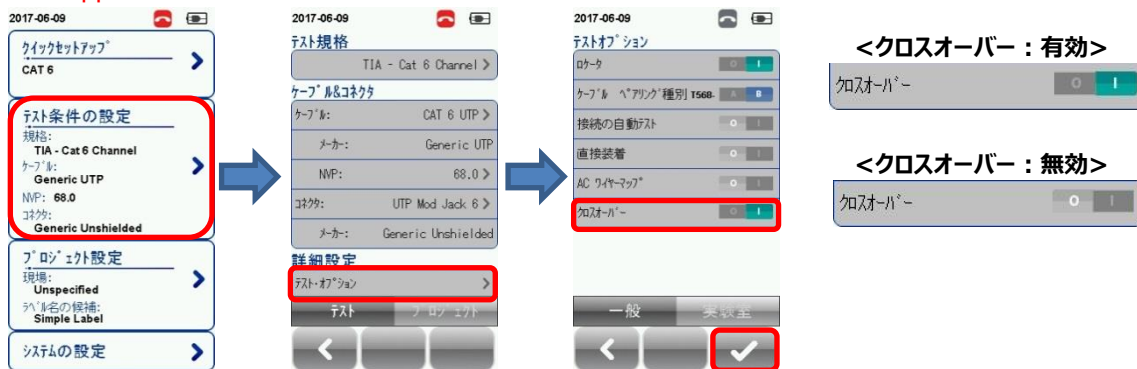 2017-06-09
クイックセットアップ
CAT 6
テスト条件の設定
規格:
TIA - Cat 6 Channel
ケーブル:
Generic UTP
NVP: 68.0
コネクタ:
Generic Unshielded
プロジェクト設定
現場:
Unspecified
ラベル名の候補:
Simple Label
システムの設定
2017-06-09
テスト規格
TIA - Cat 6 Channel
ケーブル&コネクタ
ケーブル: CAT 6 UTP
メーカー: Generic UTP
NVP: 68.0
コネクタ: UTP Mod Jack 6
メーカー: Generic Unshielded
詳細設定
テスト・オプション
テスト プロジェクト
2017-06-09
テストオプション
ロケータ O I
ケーブル ペアリング種別 T568- A B
接続の自動テスト O I
直接装着 O I
AC ワイヤーマップ O I
クロスオーバー O I
一般 実験室
<クロスオーバー：有効>
クロスオーバー O I
<クロスオーバー：無効>
クロスオーバー O I